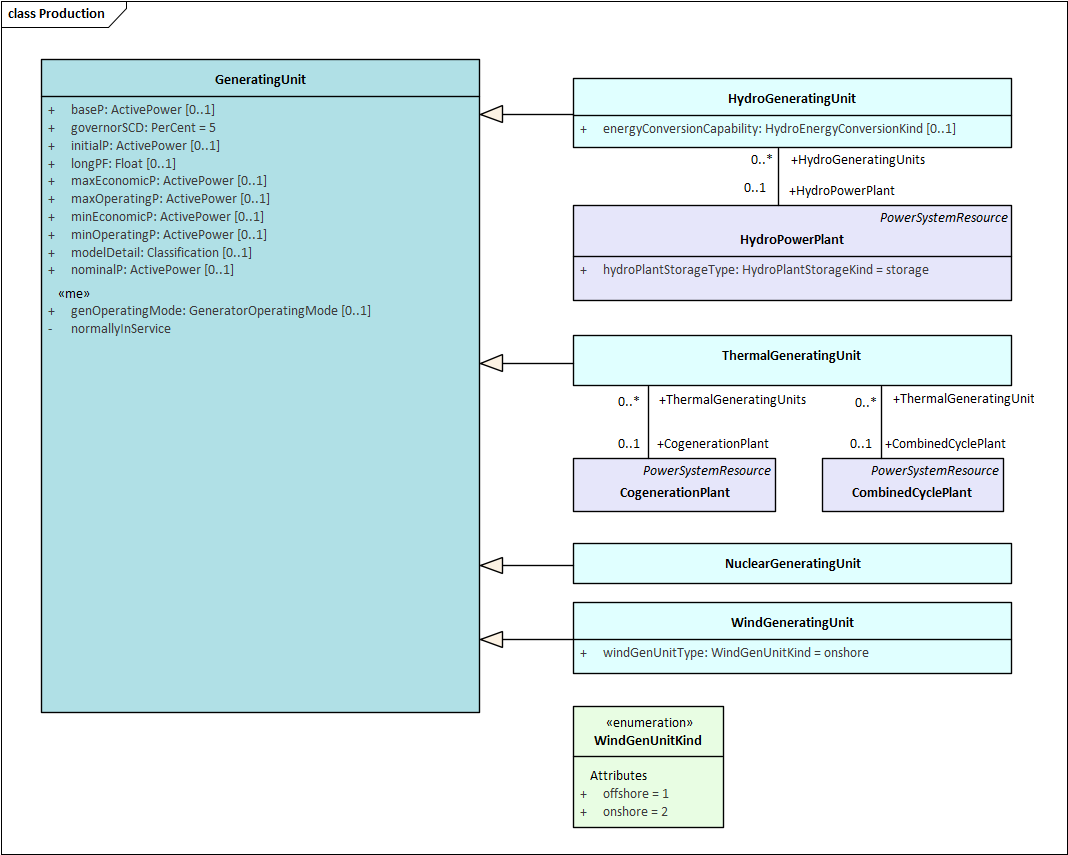 class Production
GeneratingUnit
+ baseP: ActivePower [0..1]
+ governorSCD: PerCent = 5
+ initialP: ActivePower [0..1]
+ longPF: Float [0..1]
+ maxEconomicP: ActivePower [0..1]
+ maxOperatingP: ActivePower [0..1]
+ minEconomicP: ActivePower [0..1]
+ minOperatingP: ActivePower [0..1]
+ modelDetail: Classification [0..1]
+ nominalP: ActivePower [0..1]
«me»
+ genOperatingMode: GeneratorOperatingMode [0..1]
- normallyInService
HydroGeneratingUnit
+ energyConversionCapability: HydroEnergyConversionKind [0..1]
0..* +HydroGeneratingUnits
0..1 +HydroPowerPlant
PowerSystemResource
HydroPowerPlant
+ hydroPlantStorageType: HydroPlantStorageKind = storage
ThermalGeneratingUnit
0..* +ThermalGeneratingUnits
0..1 +CogenerationPlant
PowerSystemResource
CogenerationPlant
0..* +ThermalGeneratingUnit
0..1 +CombinedCyclePlant
PowerSystemResource
CombinedCyclePlant
NuclearGeneratingUnit
WindGeneratingUnit
+ windGenUnitType: WindGenUnitKind = onshore
«enumeration»
WindGenUnitKind
Attributes
+ offshore = 1
+ onshore = 2